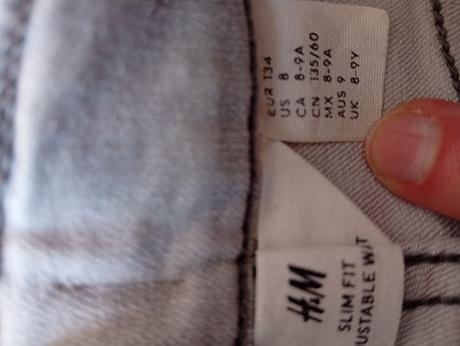 EUR 134
US 8
CA 8-9A
CN 135/60
MX 8-9A
AUS 9
UK 8-9Y
H&M
SLIM FIT